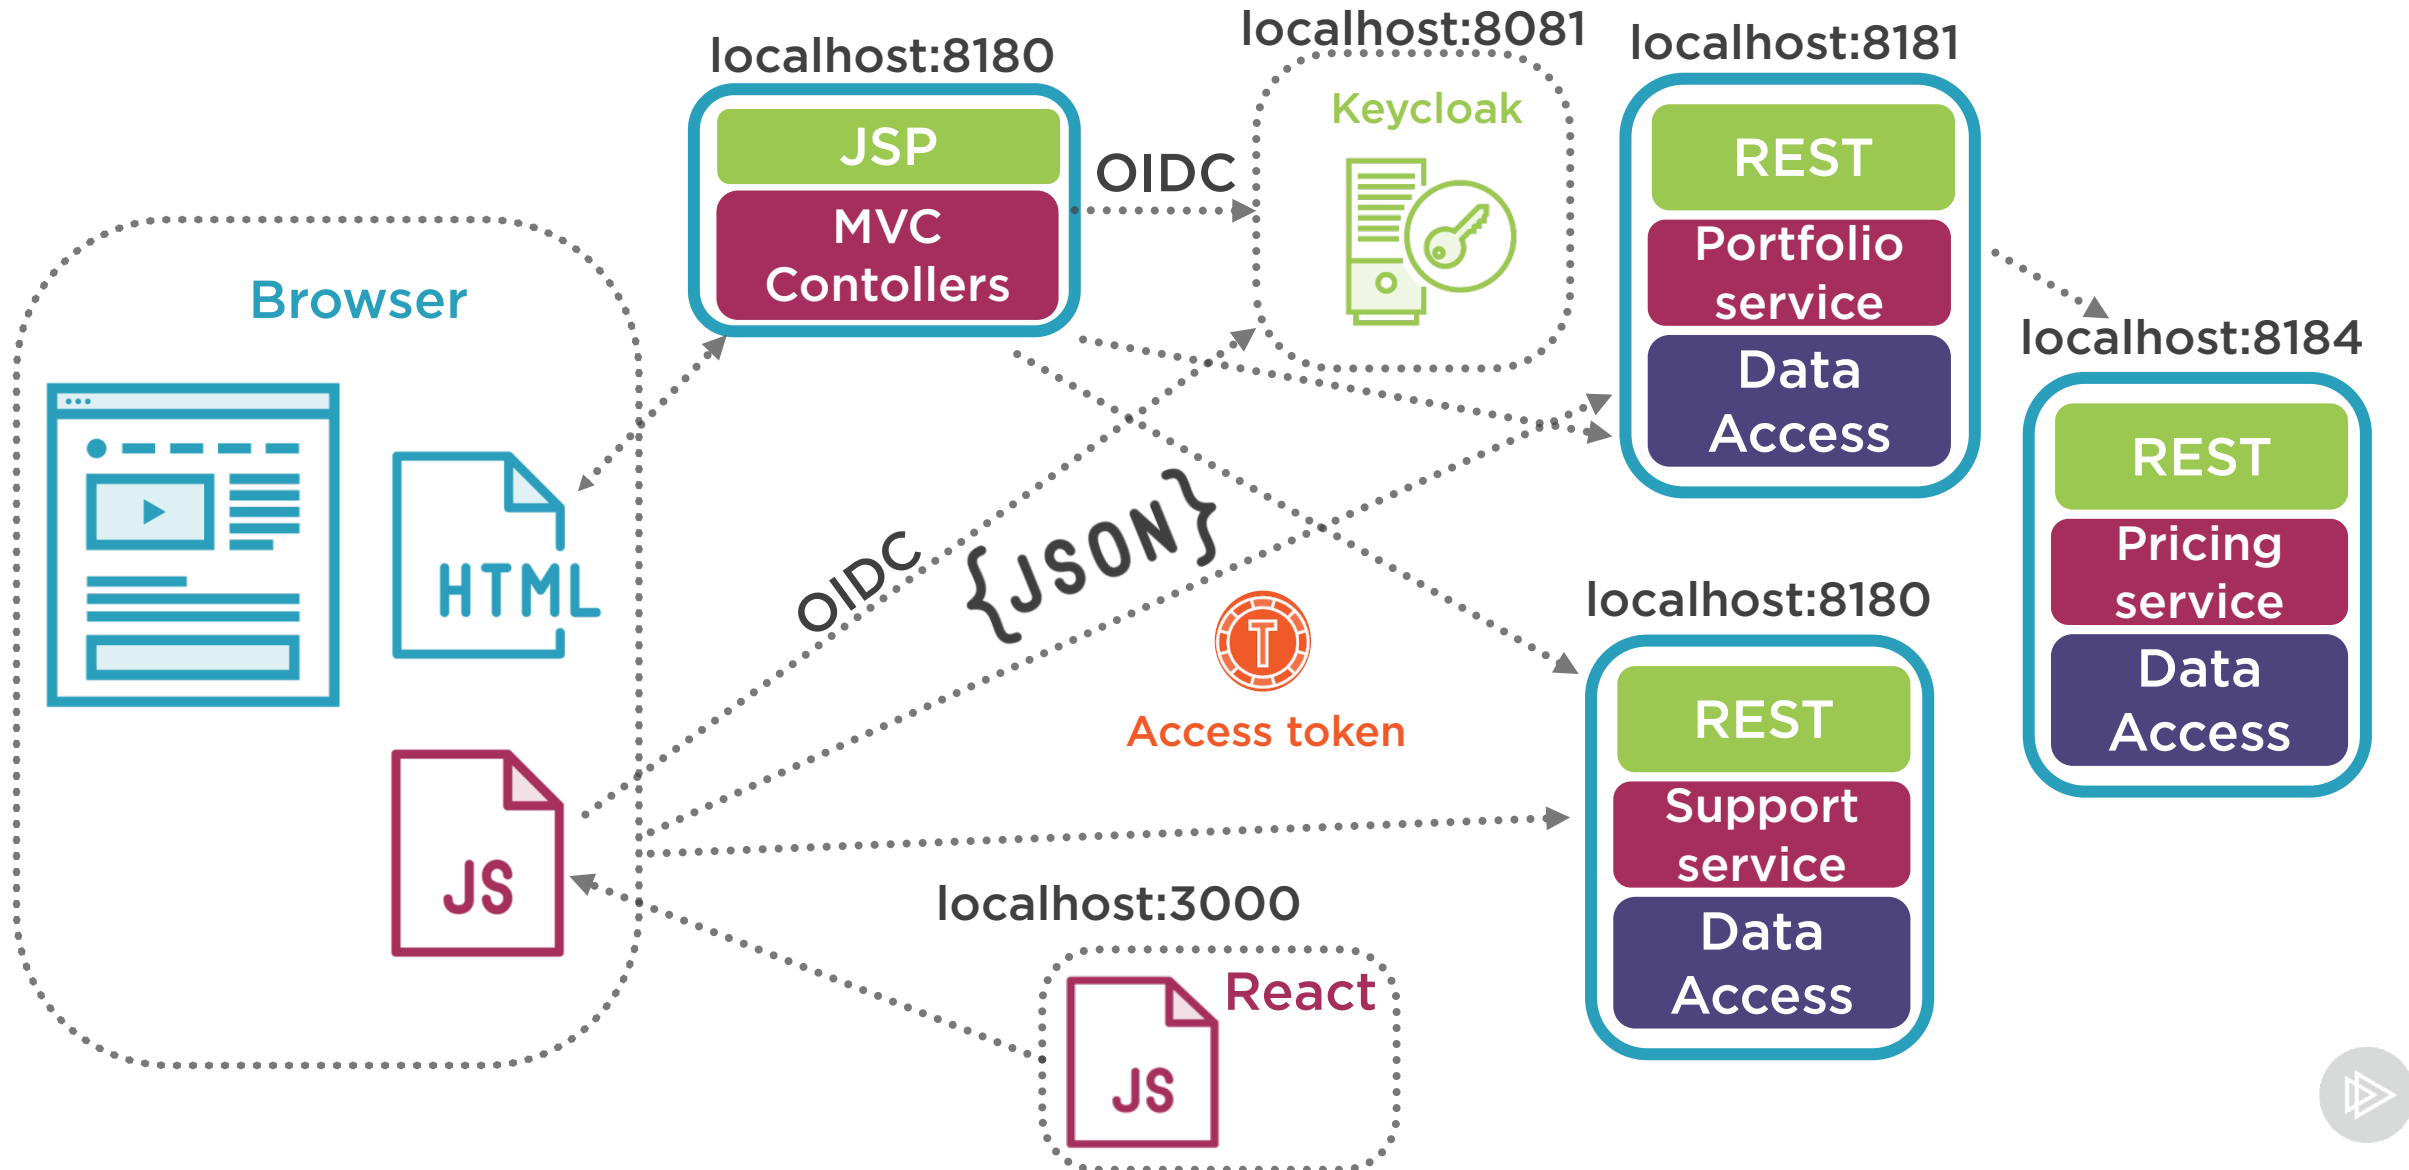 localhost:8180
JSP
MVC
Contollers
OIDC
localhost:8081
Keycloak
localhost:8181
REST
Portfolio
service
Data
Access
localhost:8184
REST
Pricing
service
Data
Access
Browser
HTML
JS
OIDC
{JSON}
T
Access token
localhost:8180
REST
Support
service
Data
Access
localhost:3000
React
JS